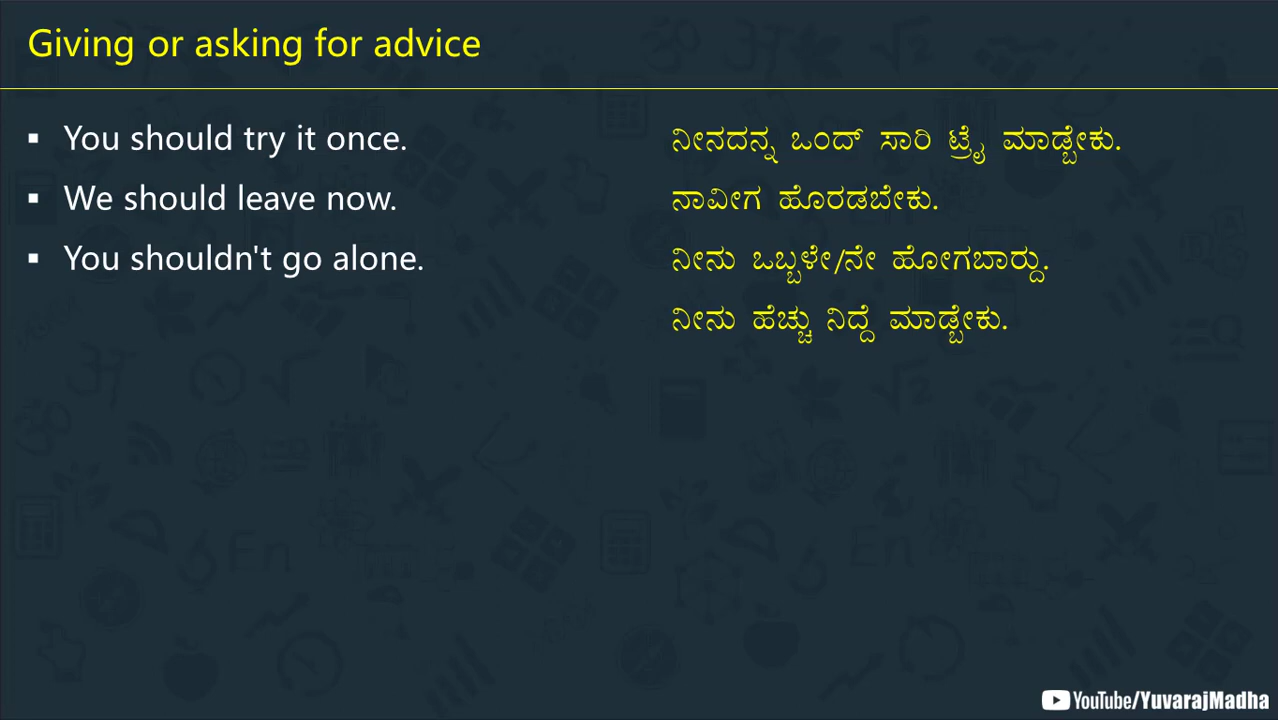 Giving or asking for advice
▪ You should try it once. ನೀನದನ್ನ ಒಂದ್ ಸಾರಿ ಟ್ರೈ ಮಾಡ್ಬೇಕು.
▪ We should leave now. ನಾವೀಗ ಹೊರಡಬೇಕು.
▪ You shouldn't go alone. ನೀನು ಒಬ್ಬಳೇ/ನೇ ಹೋಗಬಾರ್ದು.
ನೀನು ಹೆಚ್ಚು ನಿದ್ದೆ ಮಾಡ್ಬೇಕು.
YouTube/YuvarajMadha